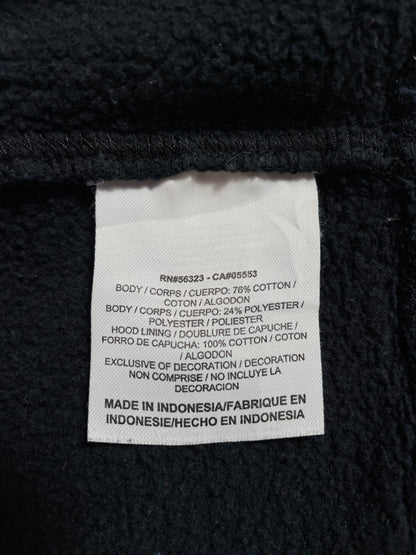 RN#56323 - CA#05553
BODY / CORPS / CUERPO: 76% COTTON /
COTON / ALGODON
BODY / CORPS / CUERPO: 24% POLYESTER /
POLYESTER / POLIESTER
HOOD LINING / DOUBLURE DE CAPUCHE /
FORRO DE CAPUCHA: 100% COTTON / COTON
/ ALGODON
EXCLUSIVE OF DECORATION / DECORATION
NON COMPRISE / NO INCLUYE LA
DECORACION
MADE IN INDONESIA/FABRIQUE EN
INDONESIE/HECHO EN INDONESIA